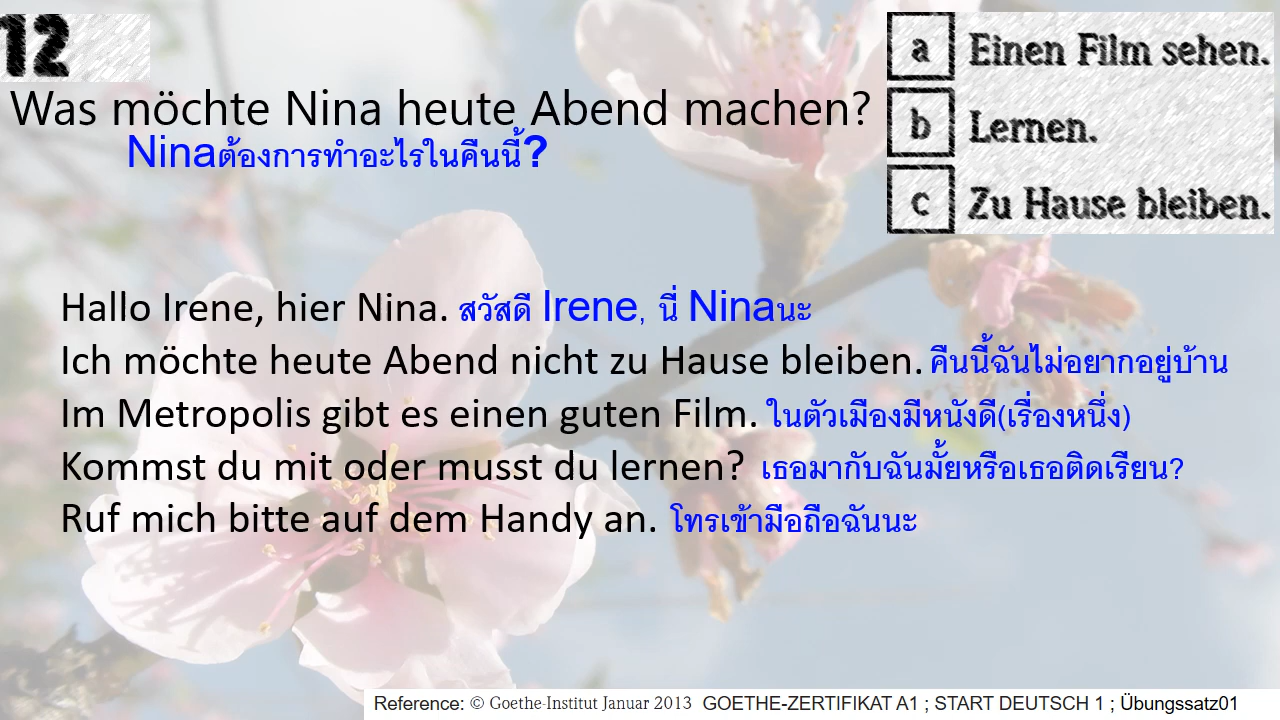 12
Was möchte Nina heute Abend machen?
Ninaต้องการทำอะไรในคืนนี้?
a Einen Film sehen.
b Lernen.
c Zu Hause bleiben.
Hallo Irene, hier Nina. สวัสดี Irene, นี่ Ninaนะ
Ich möchte heute Abend nicht zu Hause bleiben. คืนนี้ฉันไม่อยากอยู่บ้าน
Im Metropolis gibt es einen guten Film. ในตัวเมืองมีหนังดี(เรื่องหนึ่ง)
Kommst du mit oder musst du lernen? เธอมากับฉันมั้ยหรือเธอติดเรียน?
Ruf mich bitte auf dem Handy an. โทรเข้ามือถือฉันนะ
Reference: © Goethe-Institut Januar 2013 GOETHE-ZERTIFIKAT A1 ; START DEUTSCH 1 ; Übungssatz01